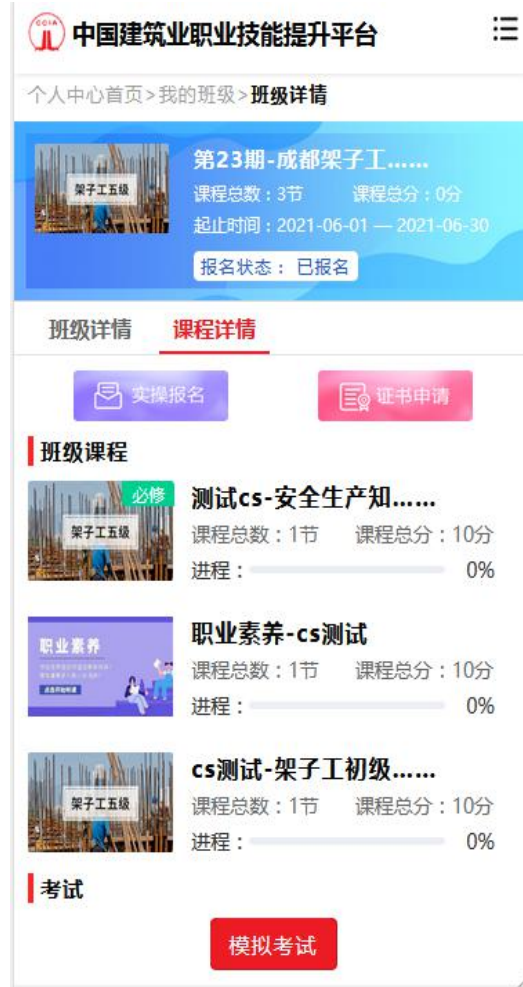 CCIA
中国建筑业职业技能提升平台
个人中心首页>我的班级>班级详情
架子工五级
第23期-成都架子工……
课程总数：3节 课程总分：0分
起止时间：2021-06-01 — 2021-06-30
报名状态： 已报名
班级详情 课程详情
实操报名 证书申请
班级课程
必修
架子工五级
测试cs-安全生产知……
课程总数：1节 课程总分：10分
进程： 0%
职业素养
职业素养-cs测试
课程总数：1节 课程总分：10分
进程： 0%
架子工五级
cs测试-架子工初级……
课程总数：1节 课程总分：10分
进程： 0%
考试
模拟考试